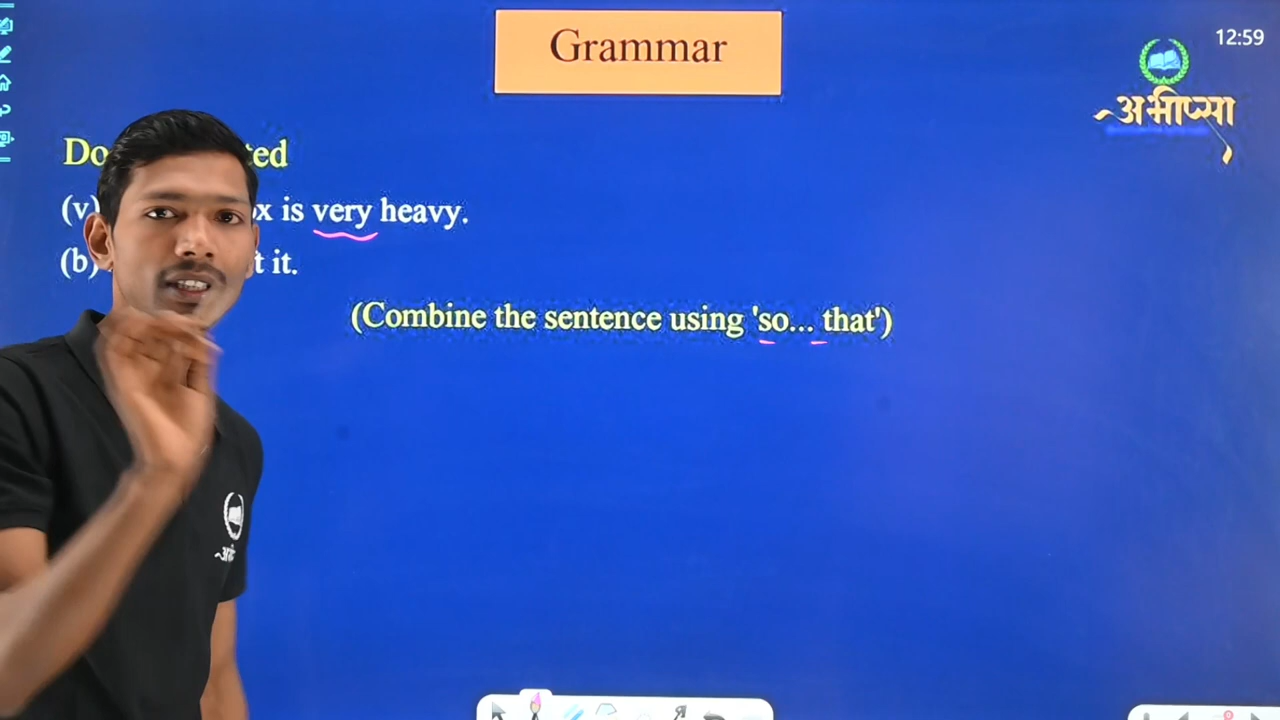 Grammar
12:59
अभीप्सा
Do ted
(v) x is very heavy.
(b) t it.
(Combine the sentence using 'so... that')